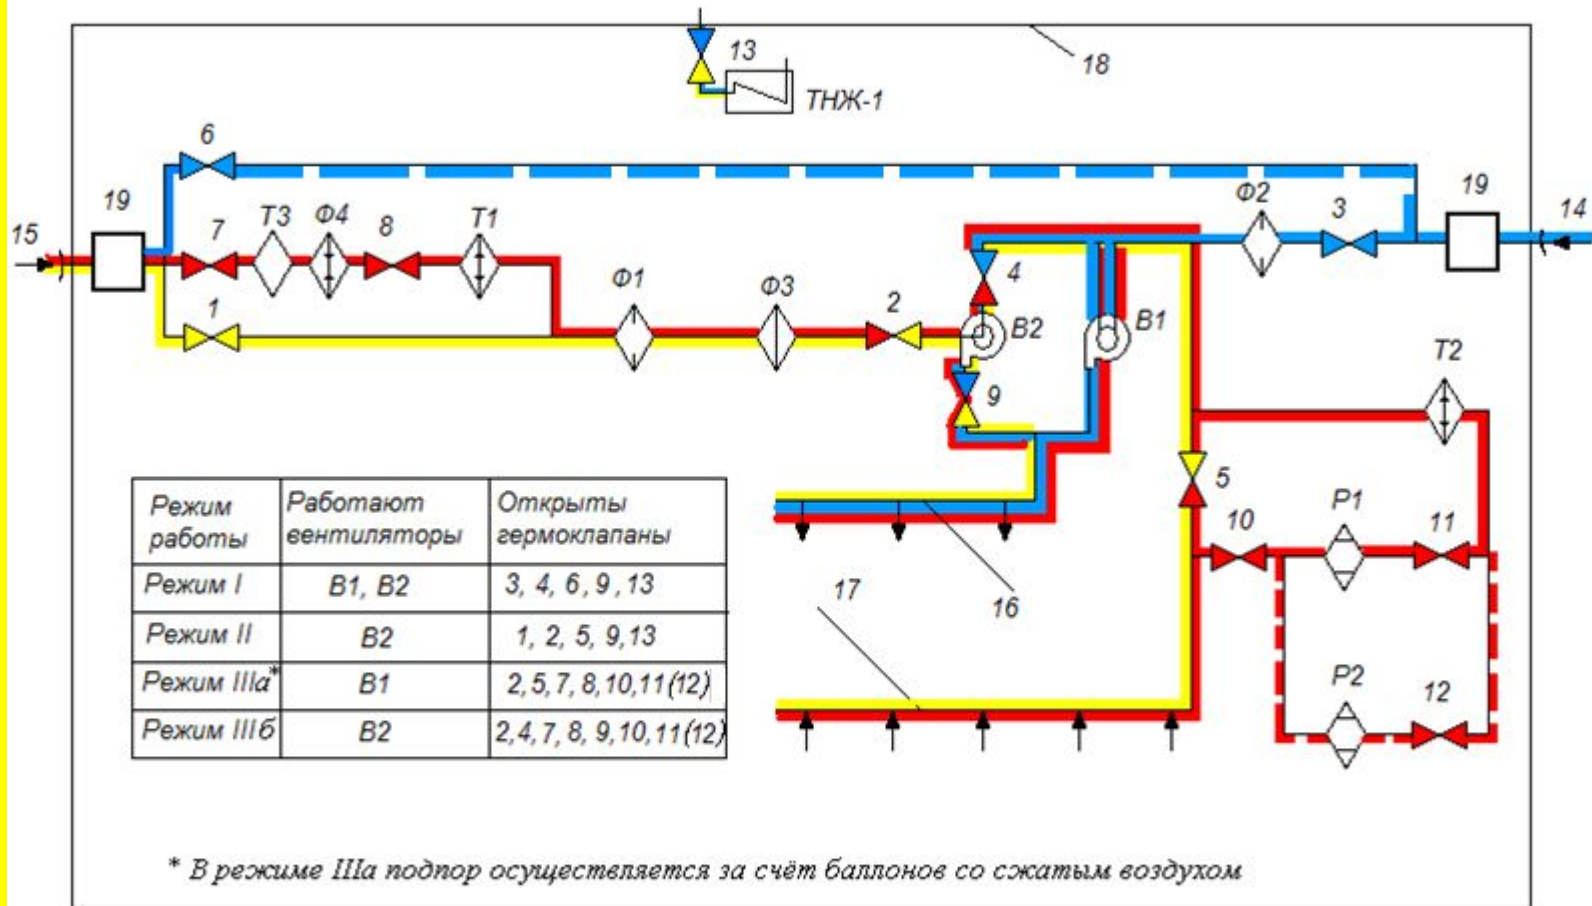 13
18
ТНЖ-1
6
19
15
7
Т3
Ф4
8
Т1
Ф2
3
19
14
4
Ф1
Ф3
2
1
В2
В1
Т2
9
5
Р1
10
11
16
17
Р2
12
Режим работы
Работают вентиляторы
Открыты гермоклапаны
Режим I
В1, В2
3, 4, 6, 9, 13
Режим II
В2
1, 2, 5, 9,13
Режим IIIа*
В1
2,5,7, 8,10,11(12)
Режим IIIб
В2
2,4,7, 8, 9,10,11(12)
* В режиме IIIа подпор осуществляется за счёт баллонов со сжатым воздухом